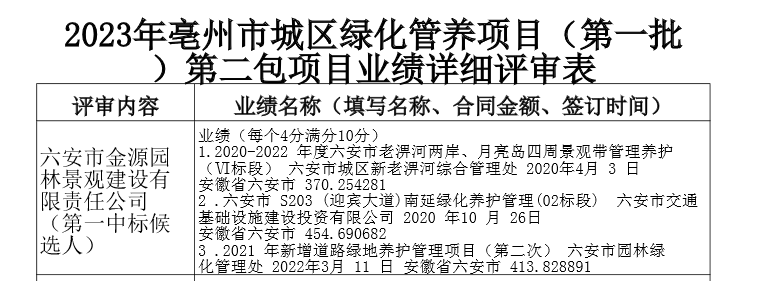 2023年亳州市城区绿化管养项目（第一批
）第二包项目业绩详细评审表
评审内容
业绩名称（填写名称、合同金额、签订时间）
六安市金源园
林景观建设有
限责任公司
（第一中标候
选人）
业绩（每个4分满分10分）
1.2020-2022 年度六安市老淠河两岸、月亮岛四周景观带管理养护
（Ⅵ标段） 六安市城区新老淠河综合管理处 2020年4月 3 日
安徽省六安市 370.254281
2 .六安市 S203 (迎宾大道)南延绿化养护管理(02标段) 六安市交通
基础设施建设投资有限公司 2020 年10 月 26日
安徽省六安市 454.690682
3 .2021 年新增道路绿地养护管理项目（第二次） 六安市园林绿
化管理处 2022年3月 11 日 安徽省六安市 413.828891